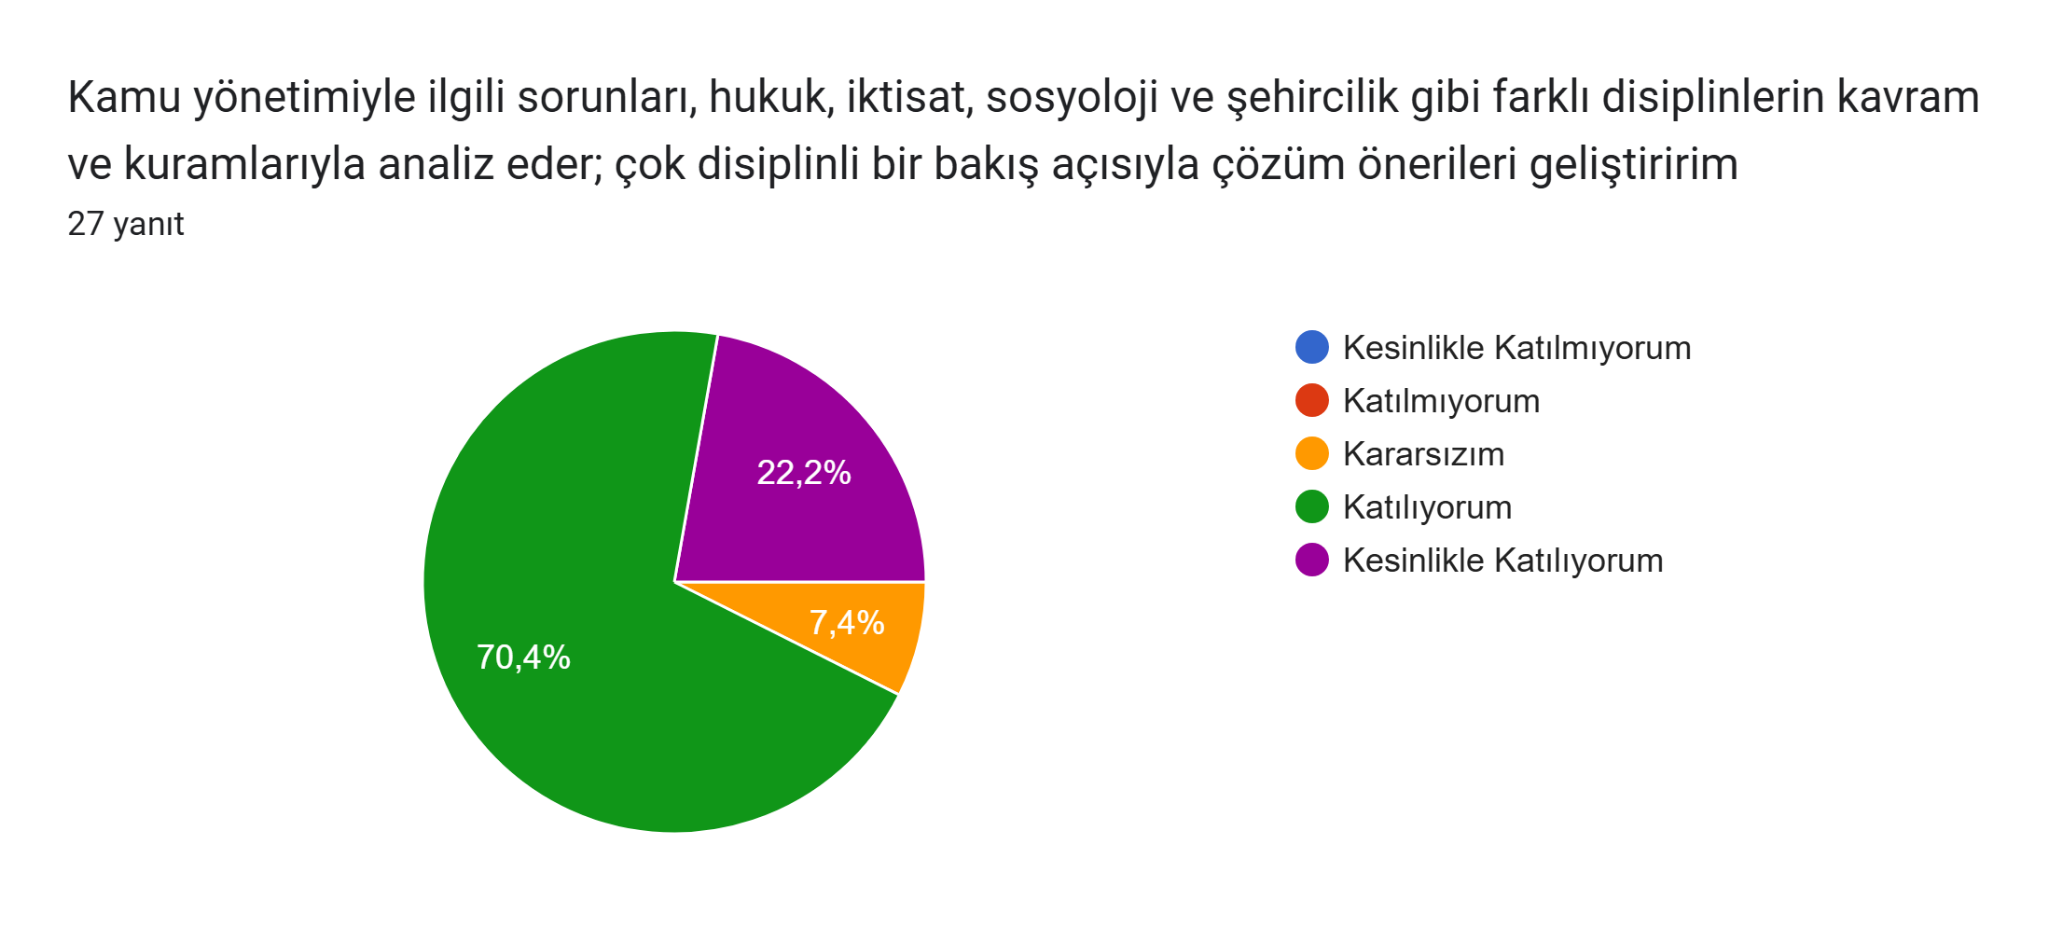 Kamu yönetimiyle ilgili sorunları, hukuk, iktisat, sosyoloji ve şehircilik gibi farklı disiplinlerin kavram
ve kuramlarıyla analiz eder; çok disiplinli bir bakış açısıyla çözüm önerileri geliştiririm
27 yanıt
Kesinlikle Katılmıyorum
Katılmıyorum
Kararsızım
Katılıyorum
Kesinlikle Katılıyorum
22,2%
7,4%
70,4%